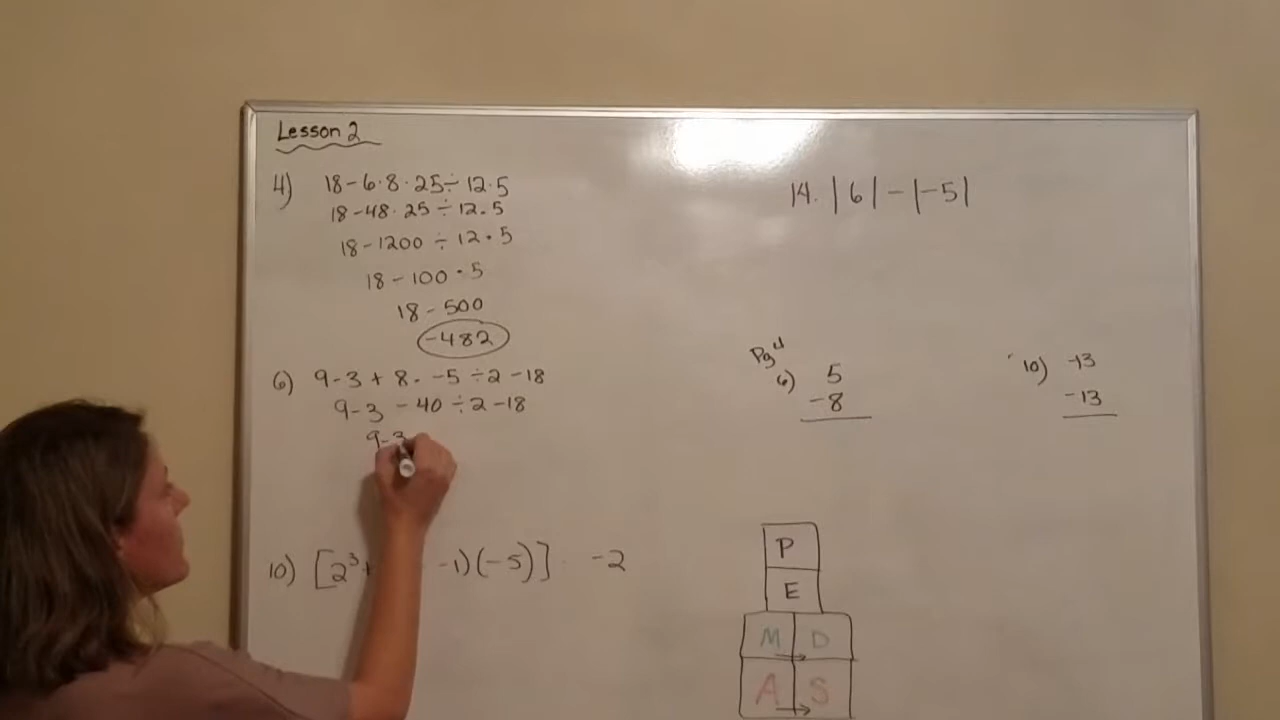 Lesson 2
4) 18-6·8·25÷12·5
18-48·25÷12·5
18-1200÷12·5
18-100·5
18-500
-482
6) 9-3+8·-5÷2-18
9-3-40÷2-18
9-3
10) [2³+ -1)(-5)] -2
14. |6|-|-5|
Pg 4
6) 5
-8
10) -13
-13
P
E
M D
A S